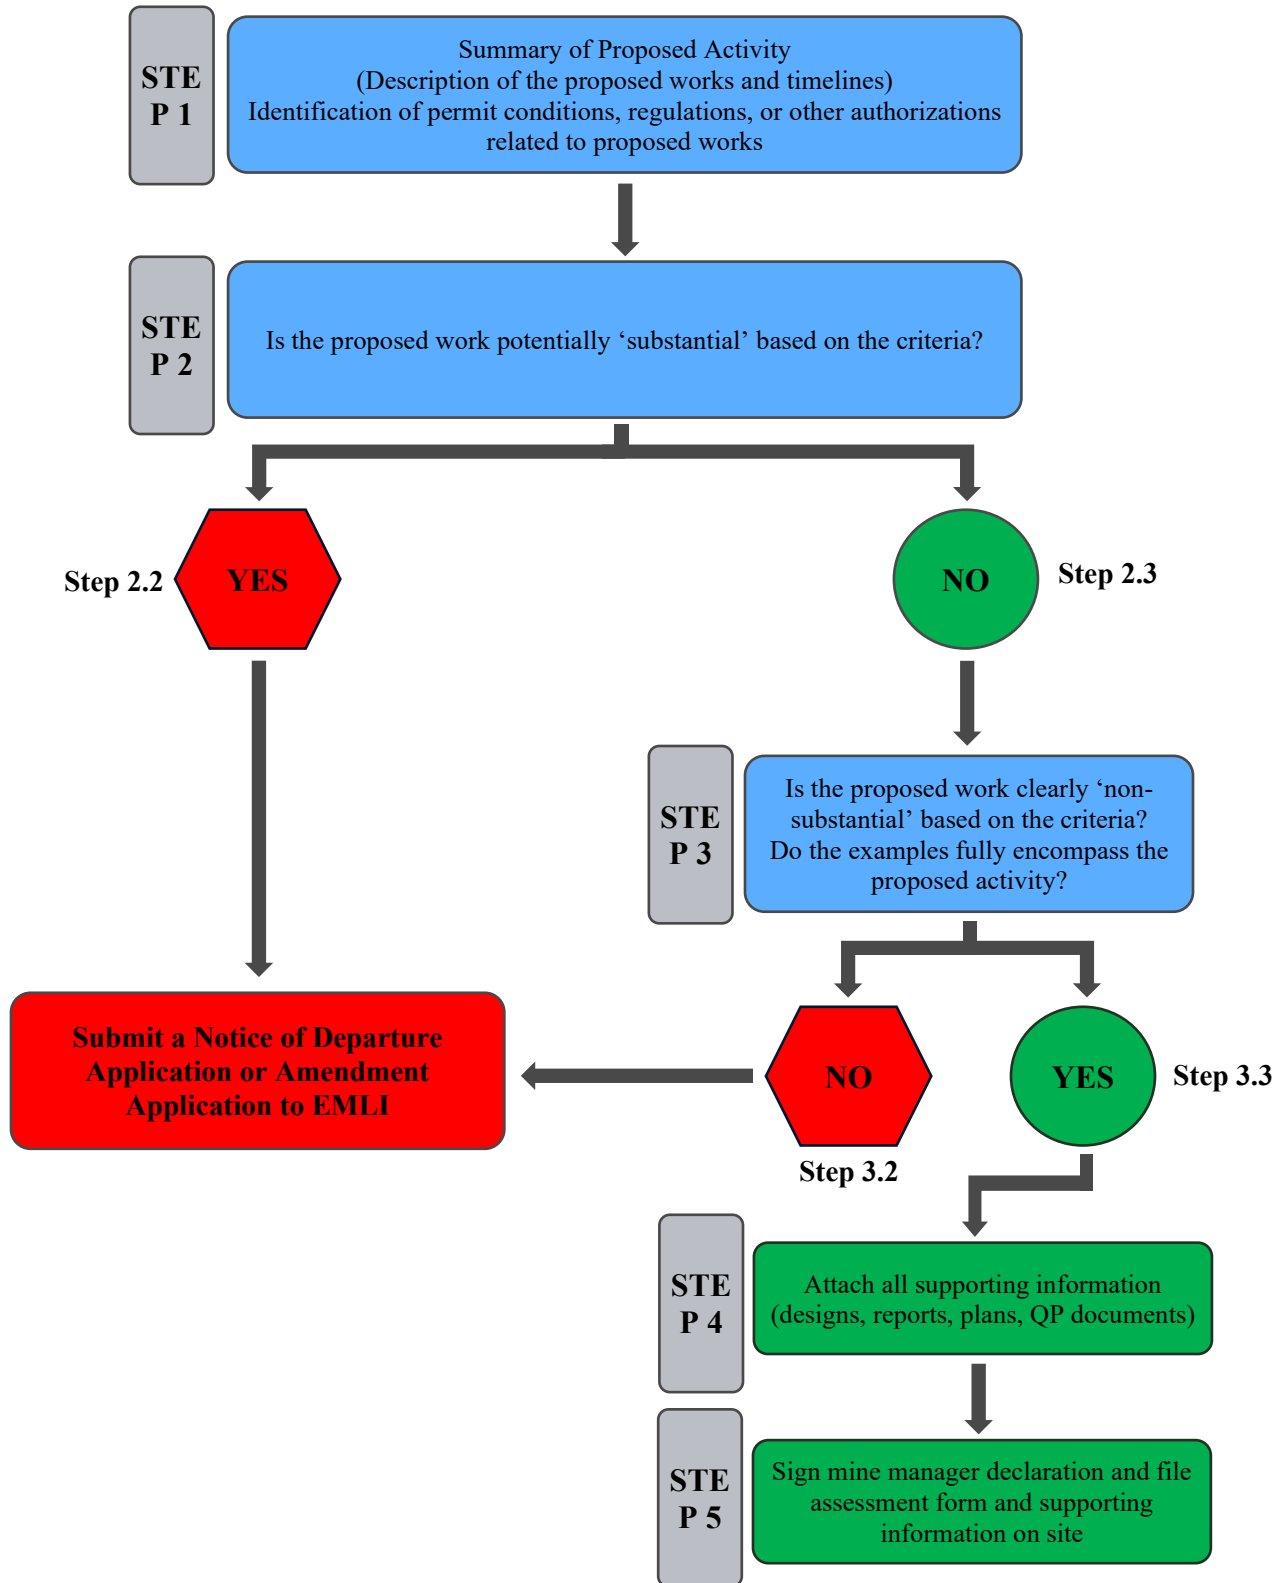 STE
P 1
Summary of Proposed Activity
(Description of the proposed works and timelines)
Identification of permit conditions, regulations, or other authorizations
related to proposed works
STE
P 2
Is the proposed work potentially ‘substantial’ based on the criteria?
Step 2.2
YES
NO
Step 2.3
STE
P 3
Is the proposed work clearly ‘non-
substantial’ based on the criteria?
Do the examples fully encompass the
proposed activity?
Submit a Notice of Departure
Application or Amendment
Application to EMLI
NO
YES
Step 3.3
Step 3.2
STE
P 4
Attach all supporting information
(designs, reports, plans, QP documents)
STE
P 5
Sign mine manager declaration and file
assessment form and supporting
information on site